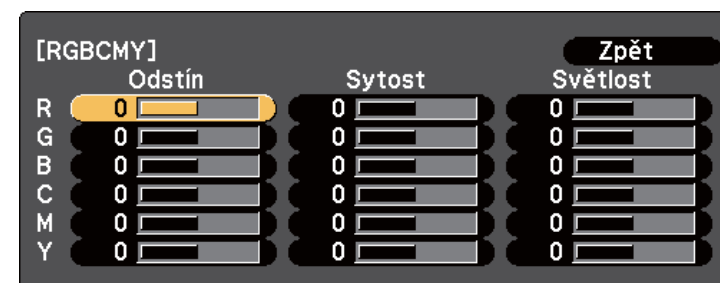 [RGBCMY] Zpět
Odstín Sytost Světlost
R 0 0 0
G 0 0 0
B 0 0 0
C 0 0 0
M 0 0 0
Y 0 0 0